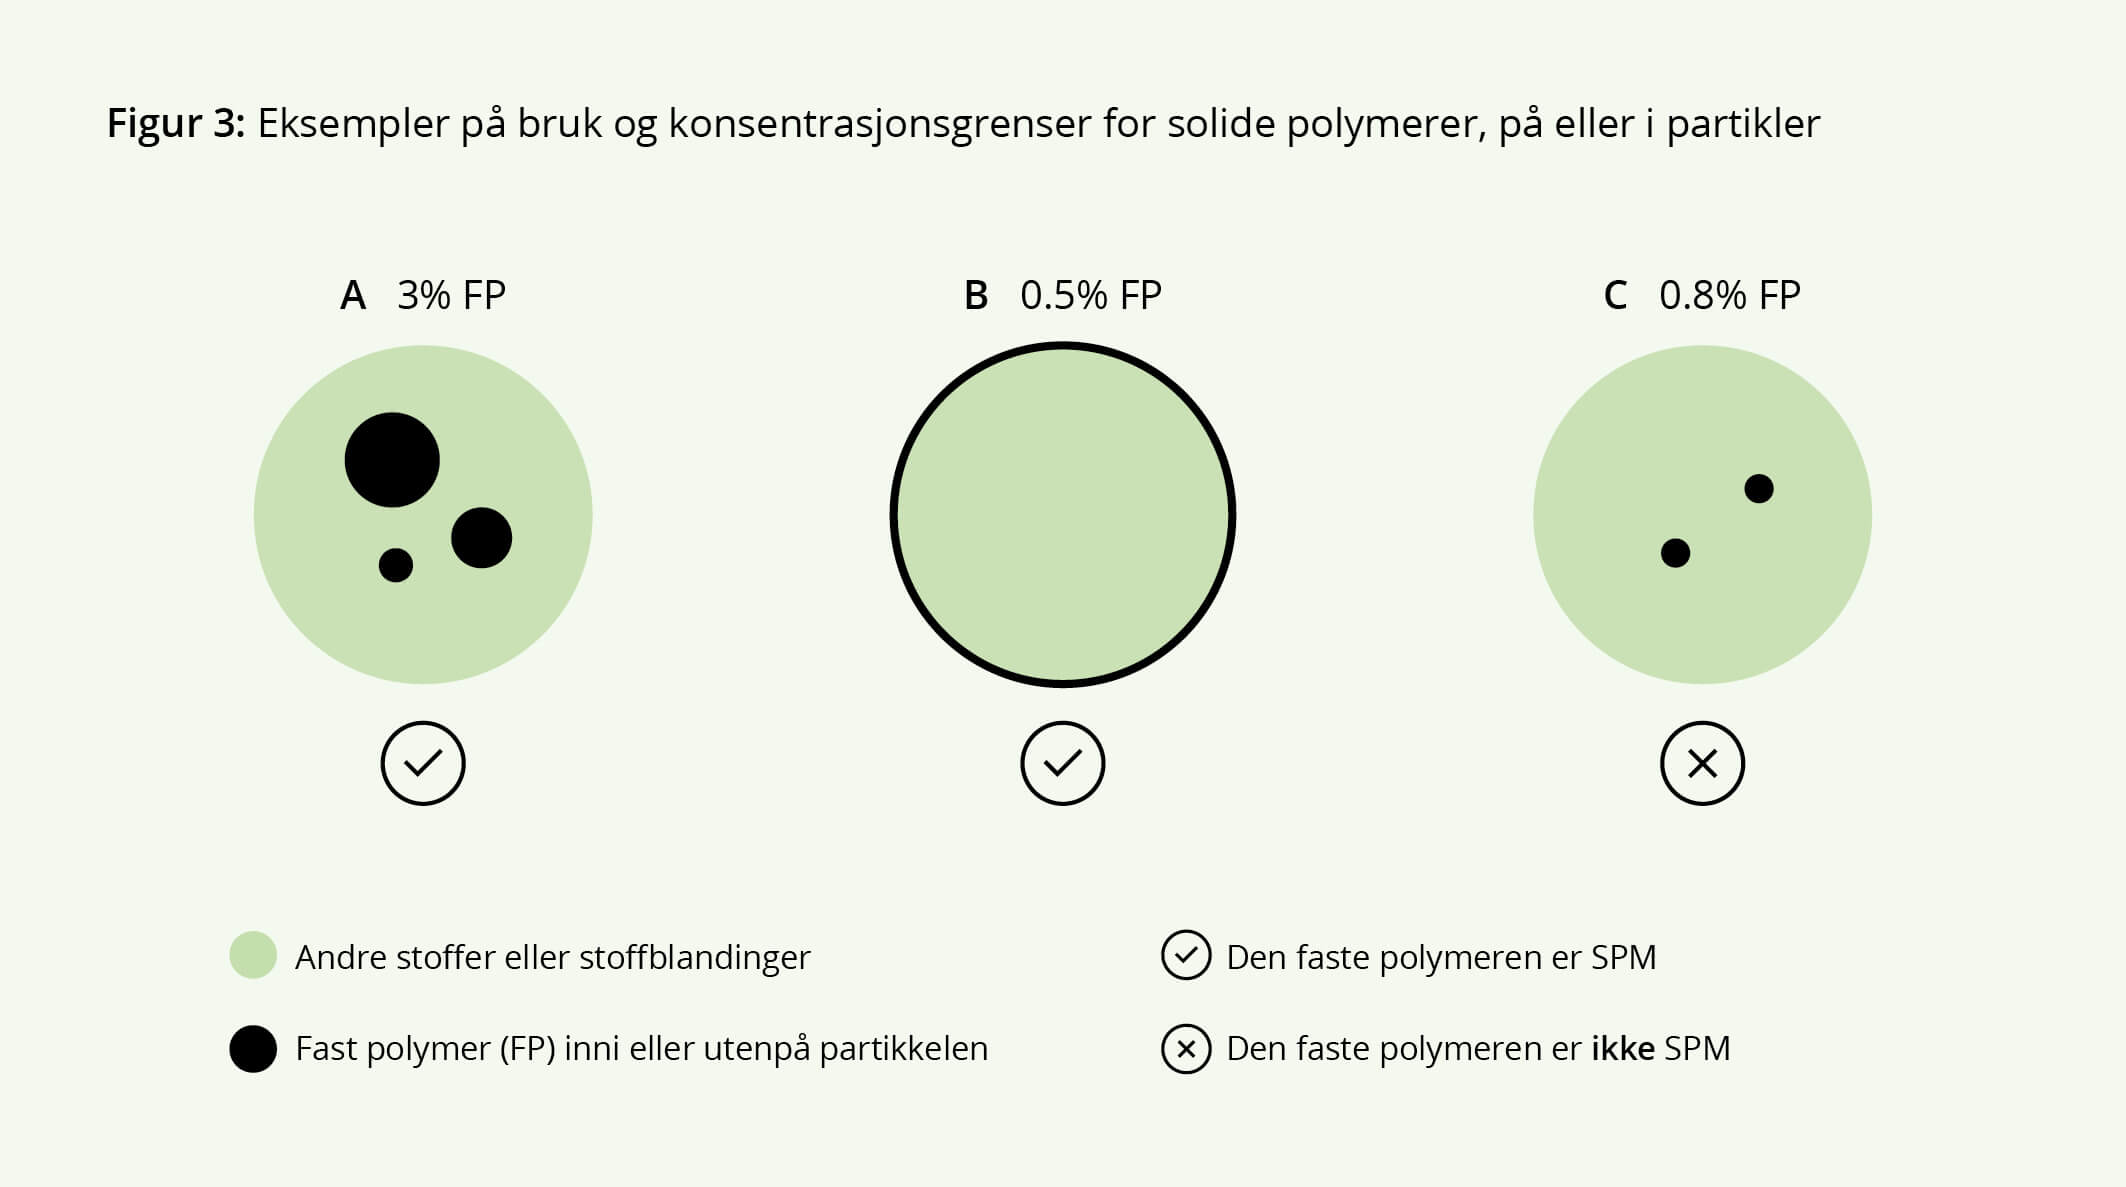 Figur 3: Eksempler på bruk og konsentrasjonsgrenser for solide polymerer, på eller i partikler
A 3% FP
B 0.5% FP
C 0.8% FP
Andre stoffer eller stoffblandinger
Den faste polymeren er SPM
Fast polymer (FP) inni eller utenpå partikkelen
Den faste polymeren er ikke SPM